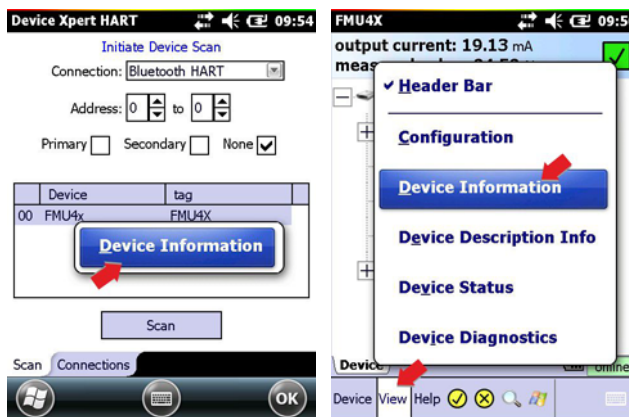 Device Xpert HART 09:54
Initiate Device Scan
Connection: Bluetooth HART
Address: 0 to 0
Primary Secondary None
Device tag
00 FMU4x FMU4X
Device Information
Scan
Scan Connections
OK
FMU4X
output current: 19.13 mA
Header Bar
Configuration
Device Information
Device Description Info
Device Status
Device Diagnostics
Device
Device View Help